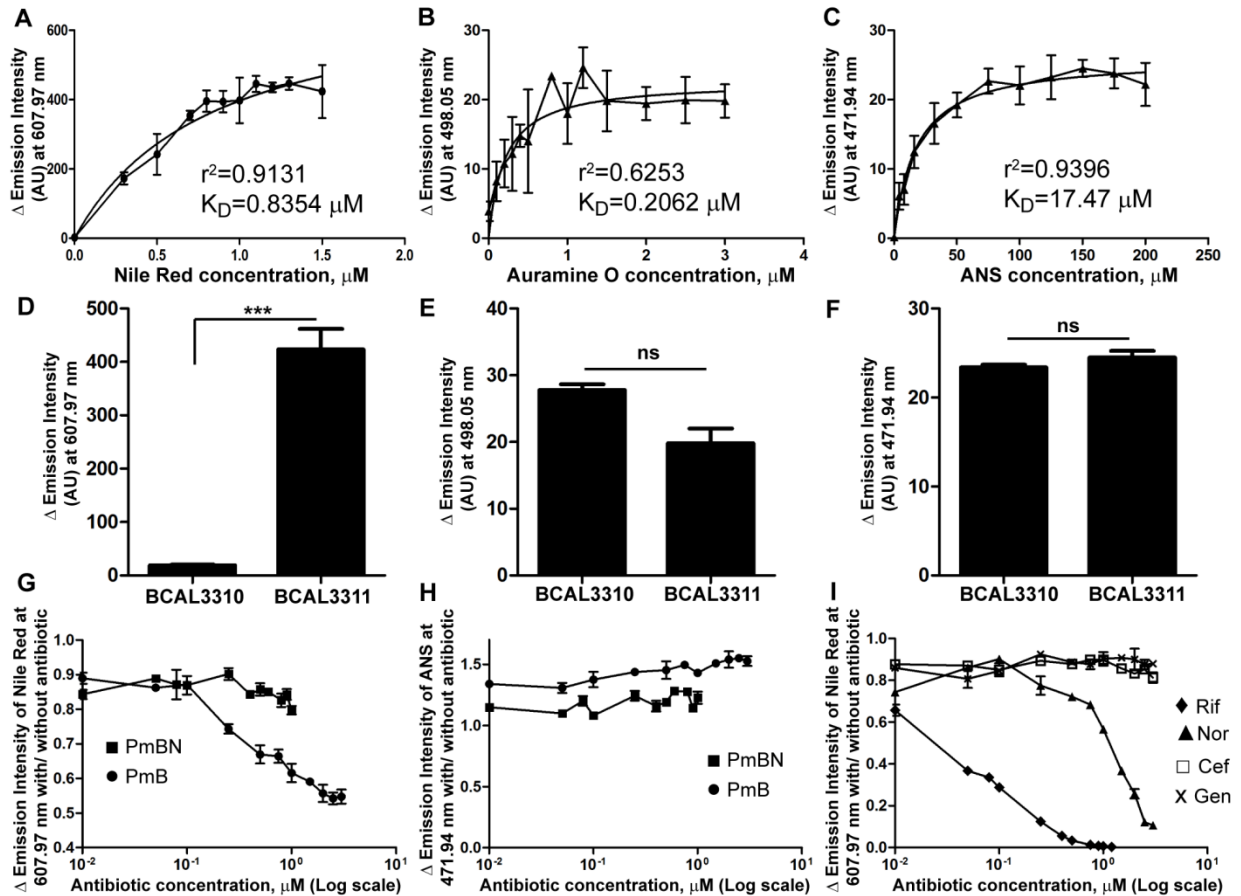 A
Δ Emission Intensity
(AU) at 607.97 nm
600
400
200
0
0.0 0.5 1.0 1.5 2.0
r²=0.9131
K_D=0.8354 μM
Nile Red concentration, μM
B
Δ Emission Intensity
(AU) at 498.05 nm
40
30
20
10
0
0 1 2 3 4
r²=0.6253
K_D=0.2062 μM
Auramine O concentration, μM
C
Δ Emission Intensity
(AU) at 471.94 nm
30
20
10
0
0 50 100 150 200 250
r²=0.9396
K_D=17.47 μM
ANS concentration, μM
D
Δ Emission Intensity
(AU) at 607.97 nm
500
400
300
200
100
0
***
BCAL3310 BCAL3311
E
Δ Emission Intensity
(AU) at 498.05 nm
40
30
20
10
0
ns
BCAL3310 BCAL3311
F
Δ Emission Intensity
(AU) at 471.94 nm
30
20
10
0
ns
BCAL3310 BCAL3311
G
Δ Emission Intensity of Nile Red at
607.97 nm with/ without antibiotic
1.0
0.9
0.8
0.7
0.6
0.5
0.4
10⁻² 10⁻¹ 10⁰ 10¹
PmBN
PmB
Antibiotic concentration, μM (Log scale)
H
Δ Emission Intensity of ANS at
471.94 nm with/ without antibiotic
1.5
1.0
0.5
0.0
10⁻² 10⁻¹ 10⁰ 10¹
PmBN
PmB
Antibiotic concentration, μM (Log scale)
I
Δ Emission Intensity of Nile Red at
607.97 nm with/ without antibiotic
1.0
0.8
0.6
0.4
0.2
0.0
10⁻² 10⁻¹ 10⁰ 10¹
Rif
Nor
Cef
Gen
Antibiotic concentration, μM (Log scale)